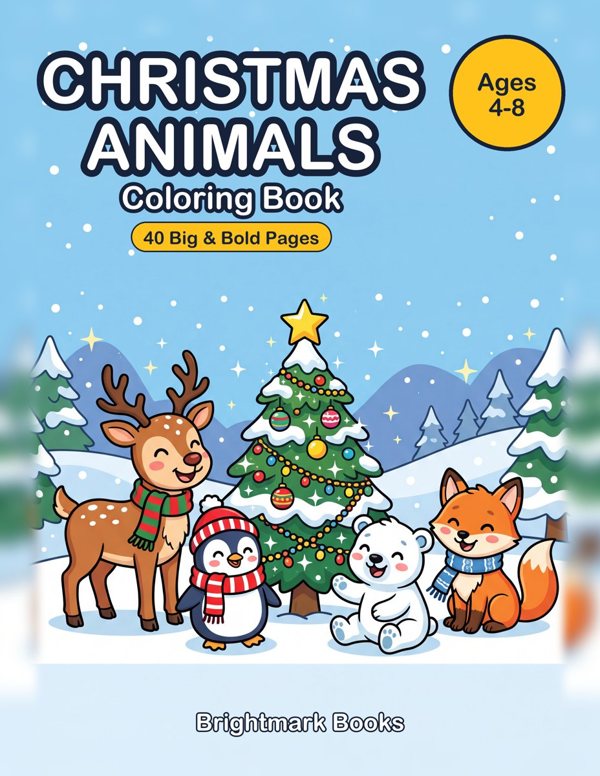 CHRISTMAS
ANIMALS
Coloring Book
40 Big & Bold Pages
Ages
4-8
Brightmark Books